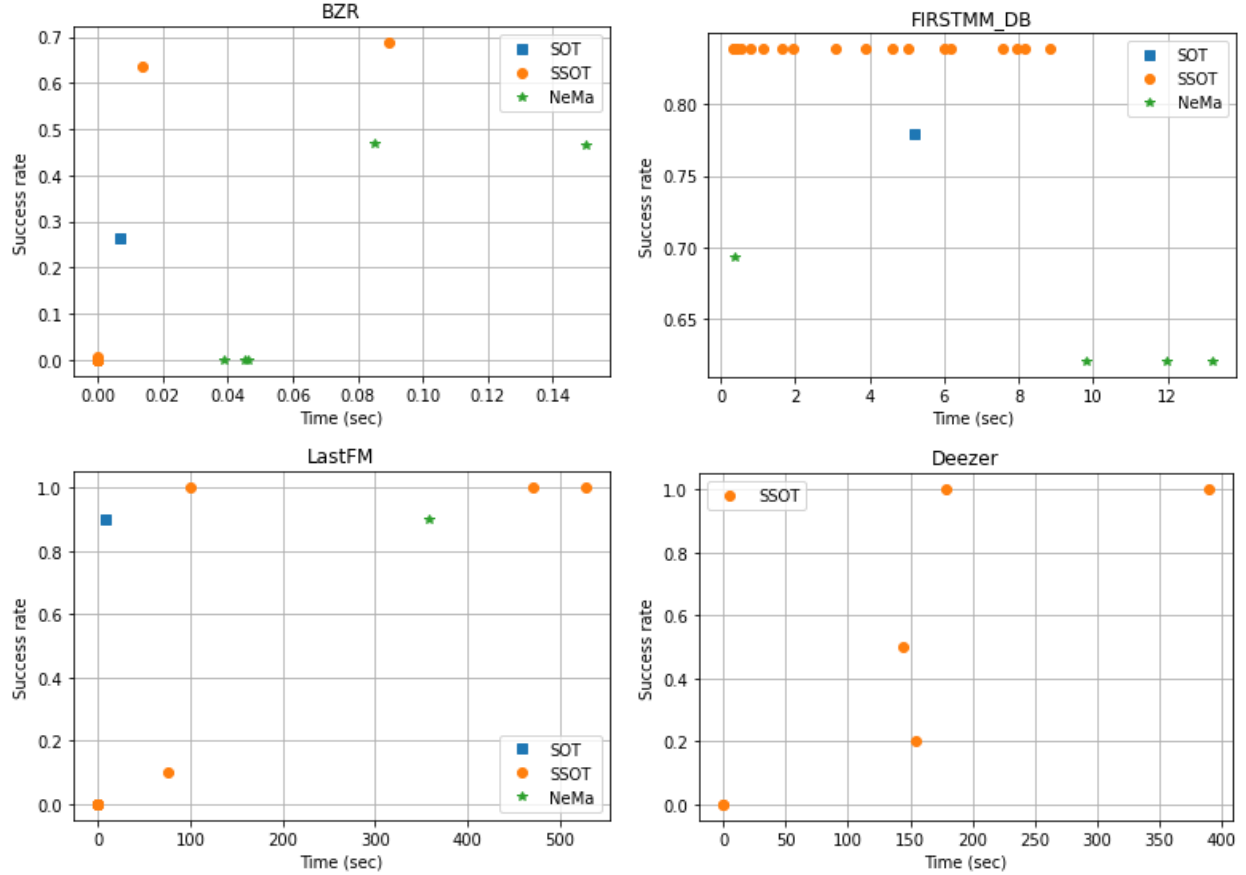 BZR
0.7
0.6
0.5
0.4
0.3
0.2
0.1
0.0
Success rate
SOT
SSOT
NeMa
0.00 0.02 0.04 0.06 0.08 0.10 0.12 0.14
Time (sec)
FIRSTMM_DB
0.80
0.75
0.70
0.65
Success rate
SOT
SSOT
NeMa
0 2 4 6 8 10 12
Time (sec)
LastFM
1.0
0.8
0.6
0.4
0.2
0.0
Success rate
SOT
SSOT
NeMa
0 100 200 300 400 500
Time (sec)
Deezer
1.0
0.8
0.6
0.4
0.2
0.0
Success rate
SSOT
0 50 100 150 200 250 300 350 400
Time (sec)